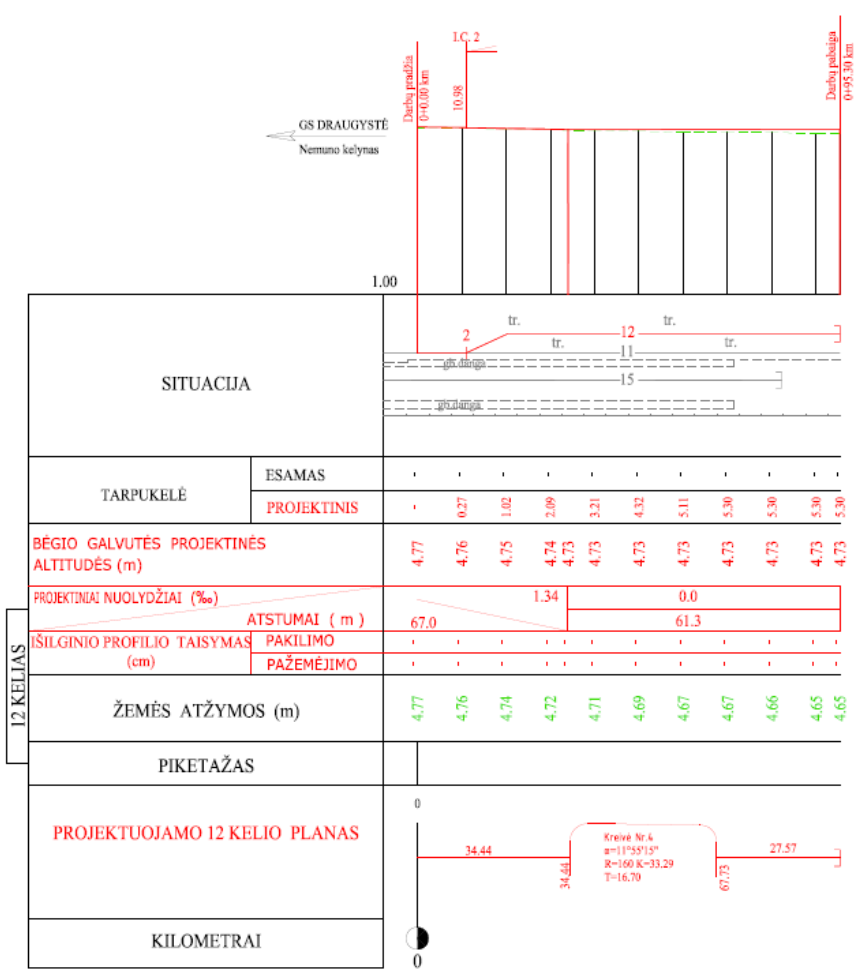 I.C. 2
Darbų pradžia
0+0.00 km
10.98
Darbų pabaiga
0+95.30 km
GS DRAUGYSTĖ
Nemuno kelynas
1.00
SITUACIJA
tr. tr.
2 12
tr. tr.
11
gb.danga
15
gb.danga
TARPUKELĖ
ESAMAS - - - - - - - - - - -
PROJEKTINIS - 0.27 1.02 2.09 3.21 4.32 5.11 5.30 5.30 5.30 5.30
BĖGIO GALVUTĖS PROJEKTINĖS
ALTITUDĖS (m)
4.77 4.76 4.75 4.74 4.73 4.73 4.73 4.73 4.73 4.73 4.73 4.73
PROJEKTINIAI NUOLYDŽIAI (‰) 1.34 0.0
ATSTUMAI ( m ) 67.0 61.3
IŠILGINIO PROFILIO TAISYMAS
(cm)
PAKILIMO - - - - - - - - - - - -
PAŽEMĖJIMO - - - - - - - - - - - -
12 KELIAS
ŽEMĖS ATŽYMOS (m) 4.77 4.76 4.74 4.72 4.71 4.69 4.67 4.67 4.66 4.65 4.65
PIKETAŽAS
0
PROJEKTUOJAMO 12 KELIO PLANAS
34.44
34.44
Kreivė Nr.4
α=11°55'15"
R=160 K=33.29
T=16.70
67.73
27.57
KILOMETRAI
0